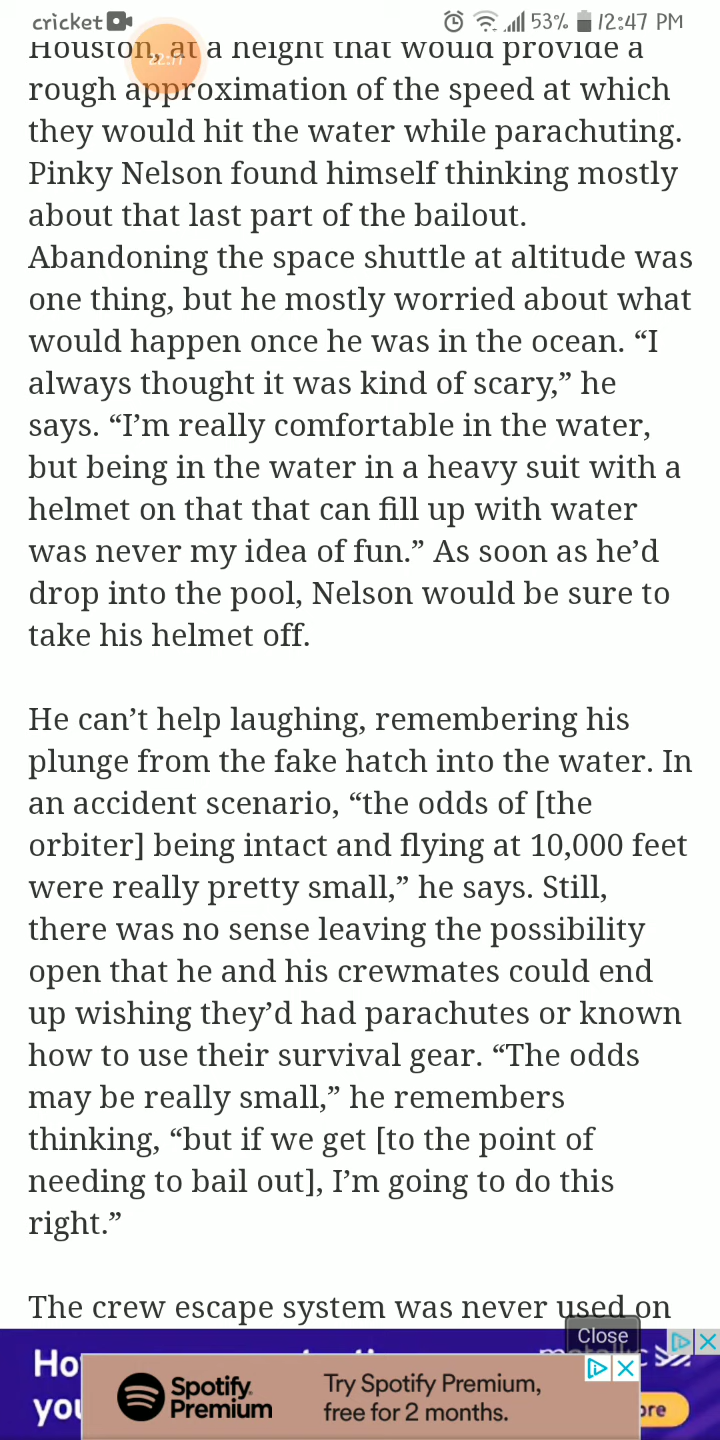 cricket 53% 12:47 PM
Houston, at a height that would provide a
22:11
rough approximation of the speed at which
they would hit the water while parachuting.
Pinky Nelson found himself thinking mostly
about that last part of the bailout.
Abandoning the space shuttle at altitude was
one thing, but he mostly worried about what
would happen once he was in the ocean. “I
always thought it was kind of scary,” he
says. “I’m really comfortable in the water,
but being in the water in a heavy suit with a
helmet on that that can fill up with water
was never my idea of fun.” As soon as he’d
drop into the pool, Nelson would be sure to
take his helmet off.
He can’t help laughing, remembering his
plunge from the fake hatch into the water. In
an accident scenario, “the odds of [the
orbiter] being intact and flying at 10,000 feet
were really pretty small,” he says. Still,
there was no sense leaving the possibility
open that he and his crewmates could end
up wishing they’d had parachutes or known
how to use their survival gear. “The odds
may be really small,” he remembers
thinking, “but if we get [to the point of
needing to bail out], I’m going to do this
right.”
The crew escape system was never used on
Close
Ho
you
Spotify Premium
Try Spotify Premium,
free for 2 months.